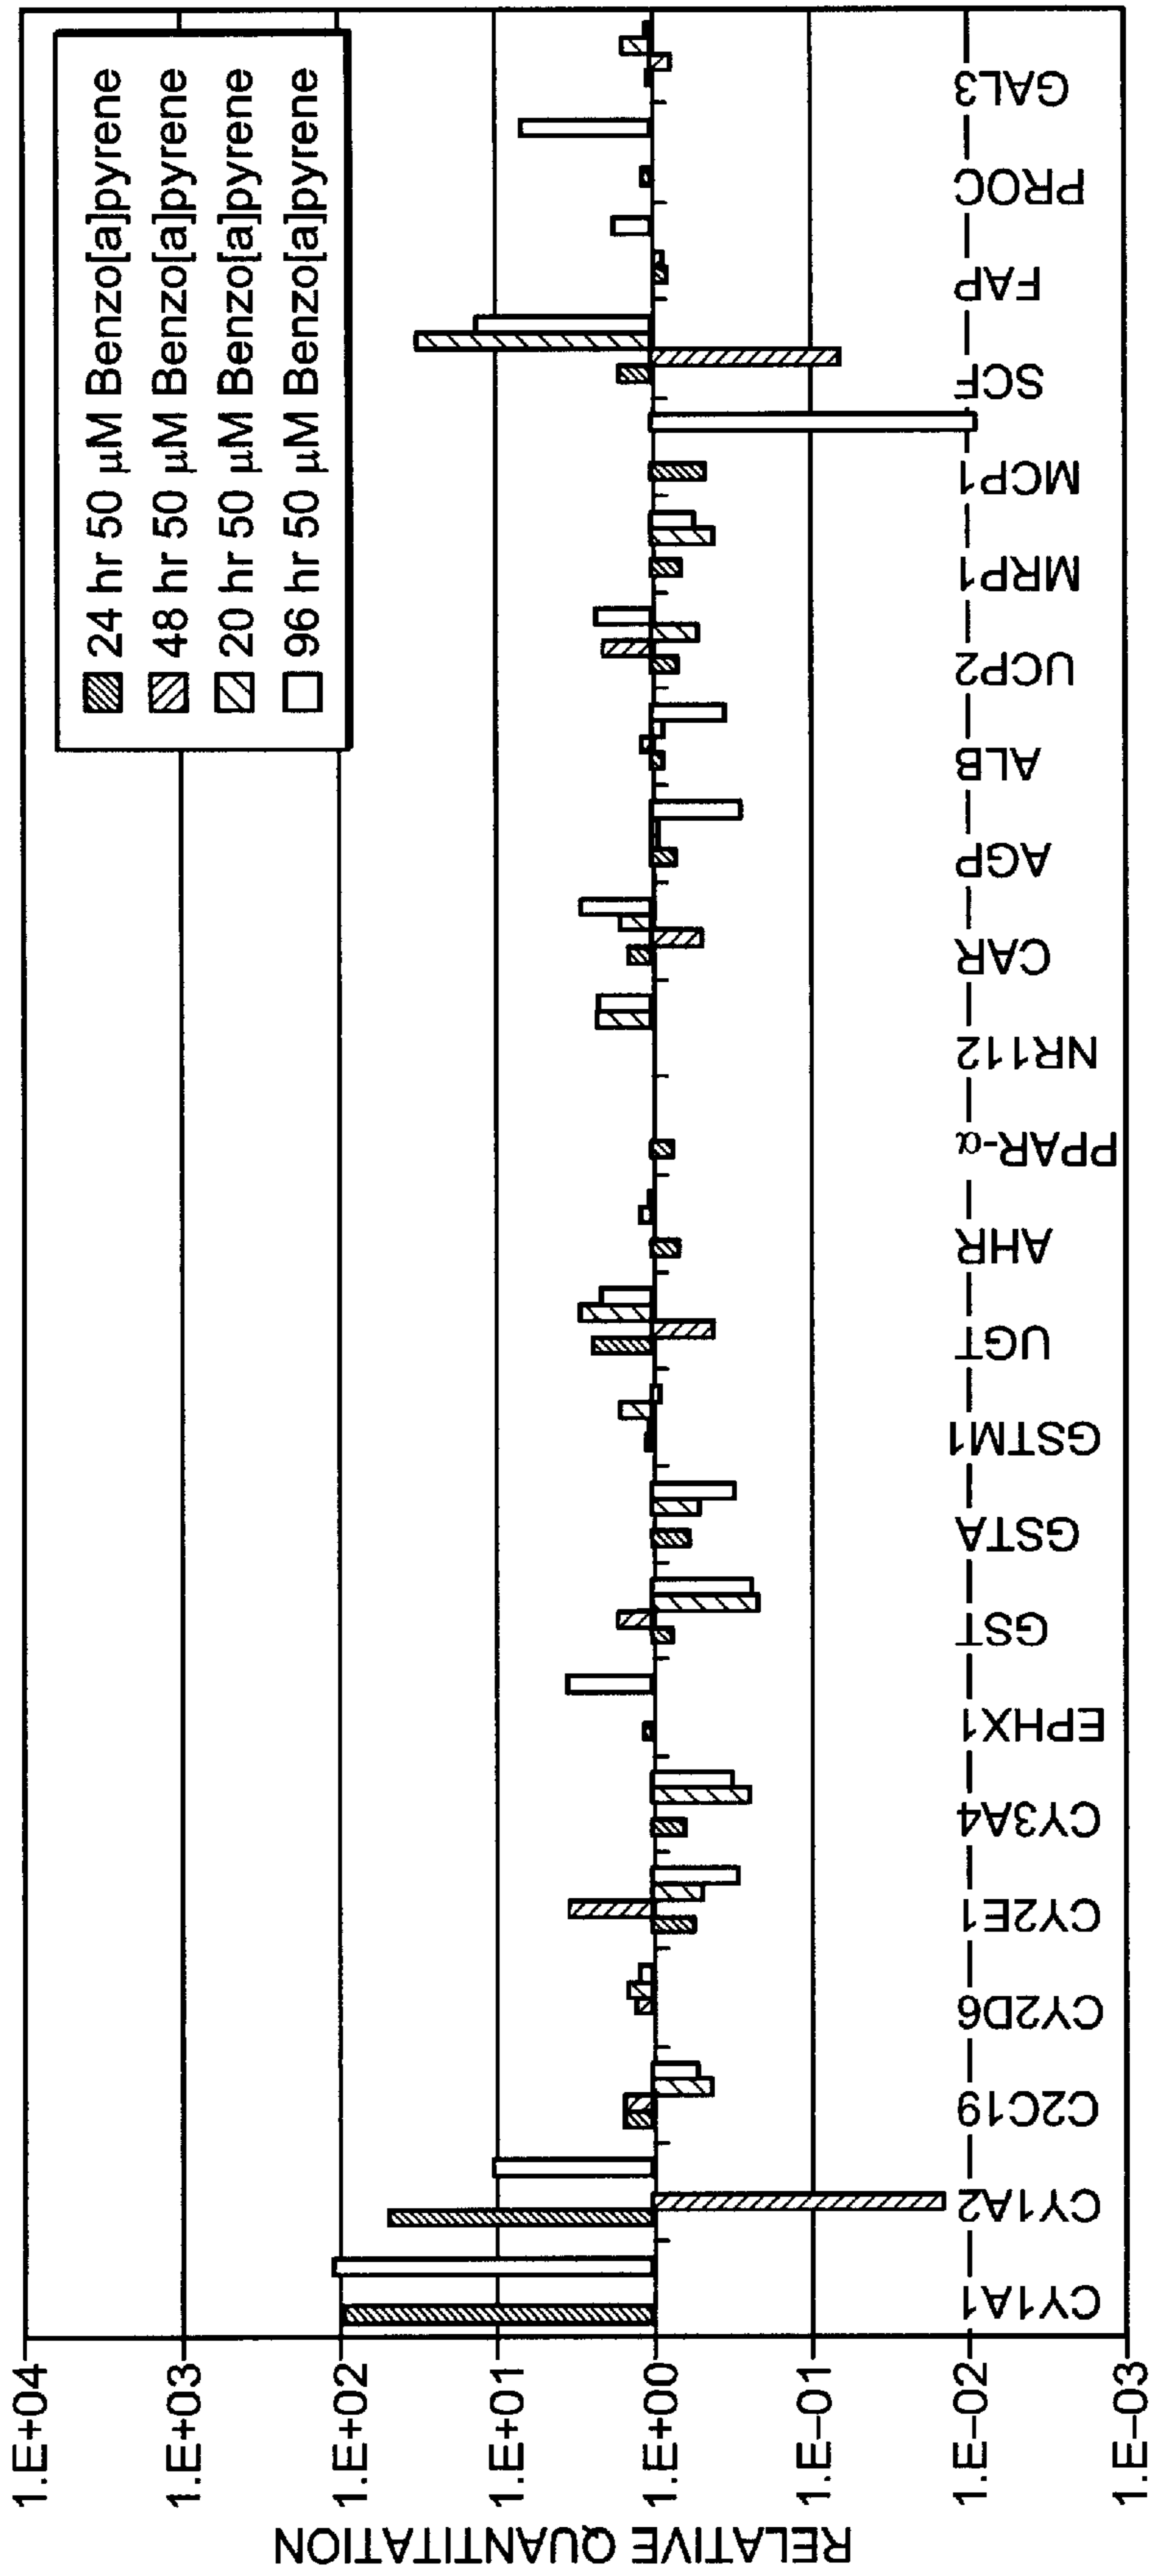 1.E+04
1.E+03
1.E+02
1.E+01
1.E+00
1.E–01
1.E–02
1.E–03
RELATIVE QUANTITATION
24 hr 50 μM Benzo[a]pyrene
48 hr 50 μM Benzo[a]pyrene
20 hr 50 μM Benzo[a]pyrene
96 hr 50 μM Benzo[a]pyrene
CY1A1
CY1A2
C2C19
CY2D6
CY2E1
CY3A4
EPHX1
GST
GSTA
GSTM1
UGT
AHR
PPAR-α
NR112
CAR
AGP
ALB
UCP2
MRP1
MCP1
SCF
FAP
PROC
GAL3